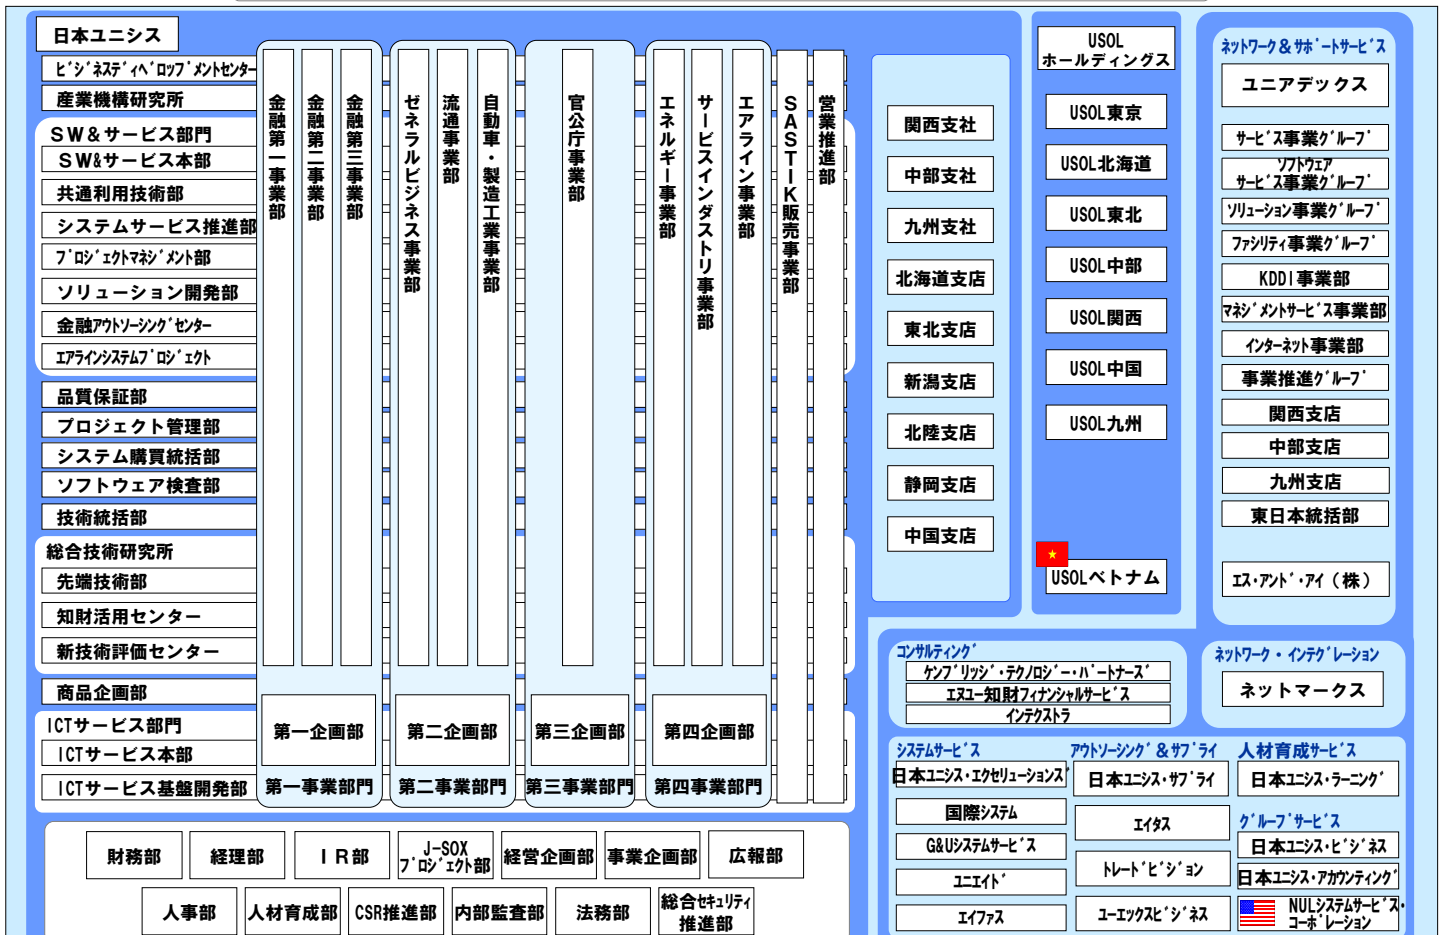 日本ユニシス
ビジネスディベロップメントセンター
産業機構研究所
SW＆サービス部門
SW&サービス本部
共通利用技術部
システムサービス推進部
プロジェクトマネジメント部
ソリューション開発部
金融アウトソーシングセンター
エアラインシステムプロジェクト
品質保証部
プロジェクト管理部
システム購買統括部
ソフトウェア検査部
技術統括部
総合技術研究所
先端技術部
知財活用センター
新技術評価センター
商品企画部
ICTサービス部門
ICTサービス本部
ICTサービス基盤開発部
金融第一事業部
金融第二事業部
金融第三事業部
第一企画部
第一事業部門
ゼネラルビジネス事業部
流通事業部
自動車・製造工業事業部
第二企画部
第二事業部門
官公庁事業部
第三企画部
第三事業部門
エネルギー事業部
サービスインダストリ事業部
エアライン事業部
第四企画部
第四事業部門
SASTIK販売事業部
営業推進部
財務部
経理部
IR部
J-SOX
プロジェクト部
経営企画部
事業企画部
広報部
人事部
人材育成部
CSR推進部
内部監査部
法務部
総合セキュリティ
推進部
関西支社
中部支社
九州支社
北海道支店
東北支店
新潟支店
北陸支店
静岡支店
中国支店
USOL
ホールディングス
USOL東京
USOL北海道
USOL東北
USOL中部
USOL関西
USOL中国
USOL九州
USOLベトナム
ネットワーク＆サポートサービス
ユニアデックス
サービス事業グループ
ソフトウェア
サービス事業グループ
ソリューション事業グループ
ファシリティ事業グループ
KDDI事業部
マネジメントサービス事業部
インターネット事業部
事業推進グループ
関西支店
中部支店
九州支店
東日本統括部
エス・アンド・アイ（株）
コンサルティング
ケンブリッジ・テクノロジー・パートナーズ
エヌユー知財フィナンシャルサービス
インテクストラ
ネットワーク・インテグレーション
ネットマークス
システムサービス
日本ユニシス・エクセリューションズ
国際システム
G&Uシステムサービス
ユニエイド
エイファス
アウトソーシング＆サプライ
日本ユニシス・サプライ
エイタス
トレードビジョン
ユーエックスビジネス
人材育成サービス
日本ユニシス・ラーニング
グループサービス
日本ユニシス・ビジネス
日本ユニシス・アカウンティング
NULシステムサービス・
コーポレーション